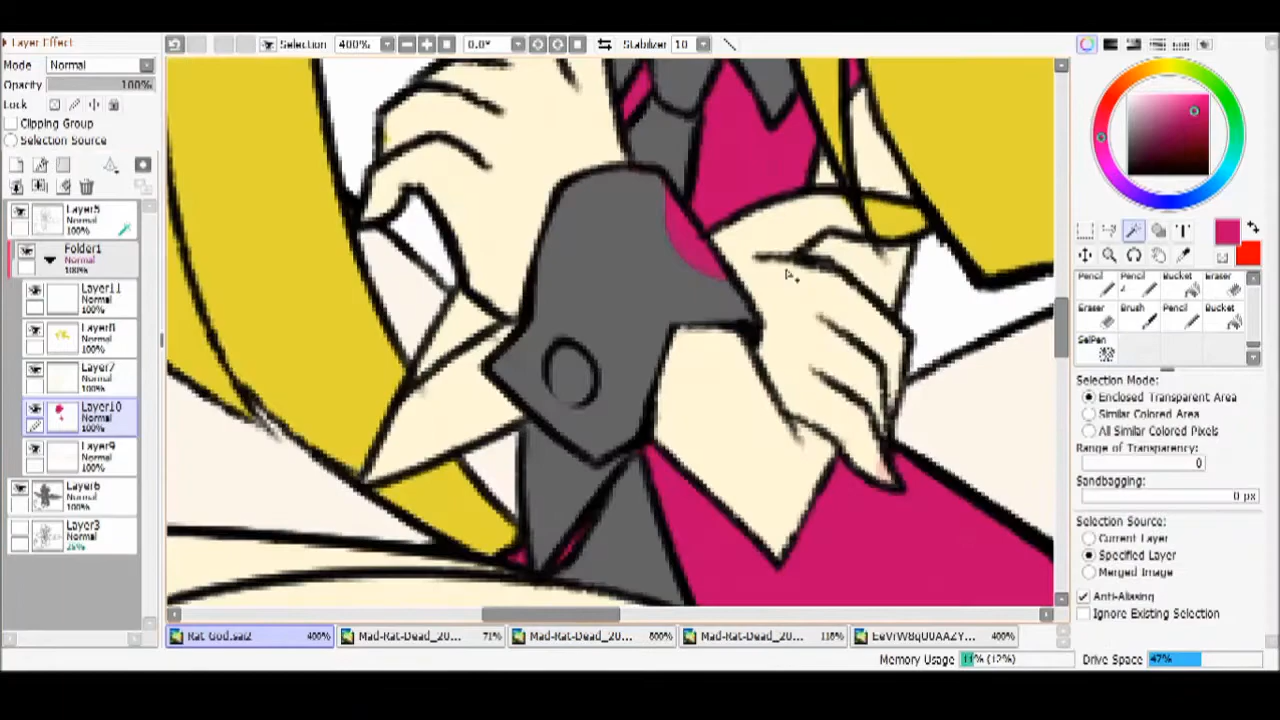 Layer Effect
Selection 400% 0.0° Stabilizer 10
Mode Normal
Opacity 100%
Lock
Clipping Group
Selection Source
Layer5
Normal
100%
Folder1
Normal
100%
Layer11
Normal
100%
Layer8
Normal
100%
Layer7
Normal
100%
Layer10
Normal
100%
Layer9
Normal
100%
Layer6
Normal
100%
Layer3
Normal
T
Pencil Pencil Bucket Eraser
2
Eraser Brush Pencil Bucket
SelPen
Selection Mode:
Enclosed Transparent Area
Similar Colored Area
All Similar Colored Pixels
Range of Transparency:
0
Sandbagging:
0 px
Selection Source:
Current Layer
Specified Layer
Merged Image
Anti-Aliasing
Ignore Existing Selection
Rat God.sai2 400% Mad-Rat-Dead_20... 71% Mad-Rat-Dead_20... 800% Mad-Rat-Dead_20... 118% 400%
Memory Usage 11% (12%) Drive Space 47%